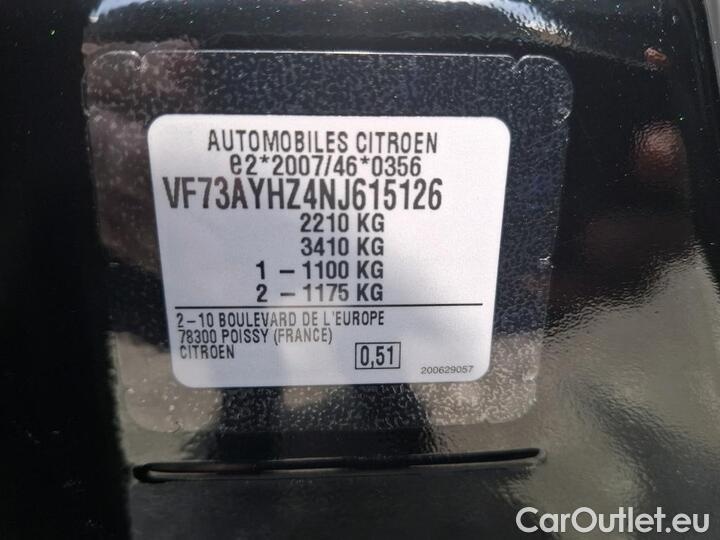 AUTOMOBILES CITROEN
e2*2007/46*0356
VF73AYHZ4NJ615126
2210 KG
3410 KG
1 - 1100 KG
2 - 1175 KG
2-10 BOULEVARD DE L'EUROPE
78300 POISSY (FRANCE)
CITROEN
0,51
200629057
CarOutlet.eu